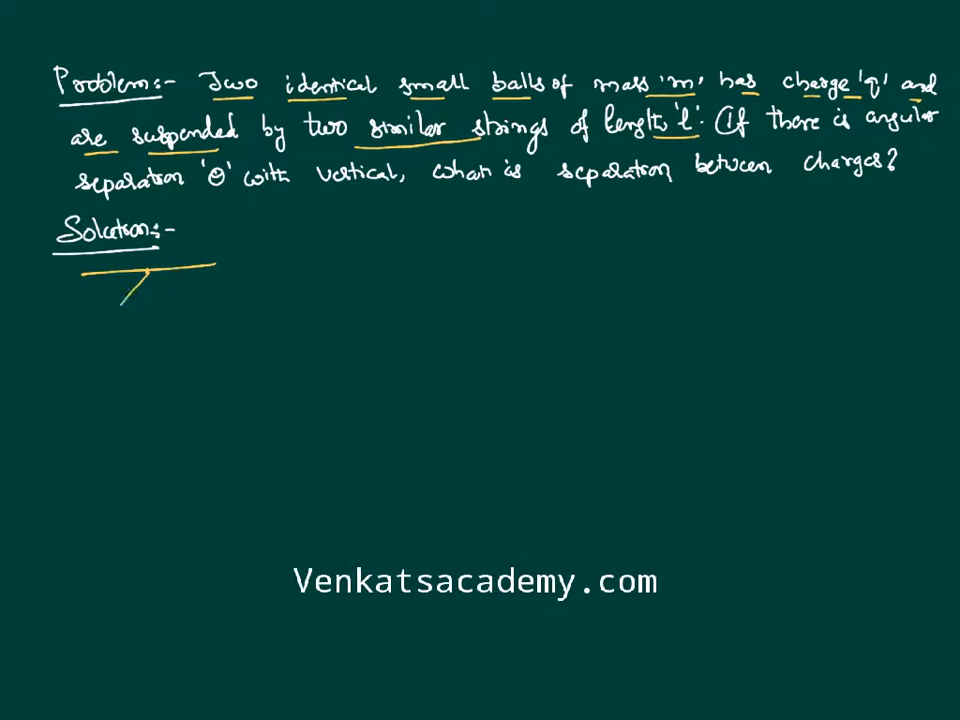 Problem:- Two identical small balls of mass 'm' has charge 'q' and
are suspended by two similar strings of length 'l'. (If there is angular
separation 'θ' with vertical, what is separation between charges?
Solution:-
Venkatsacademy.com